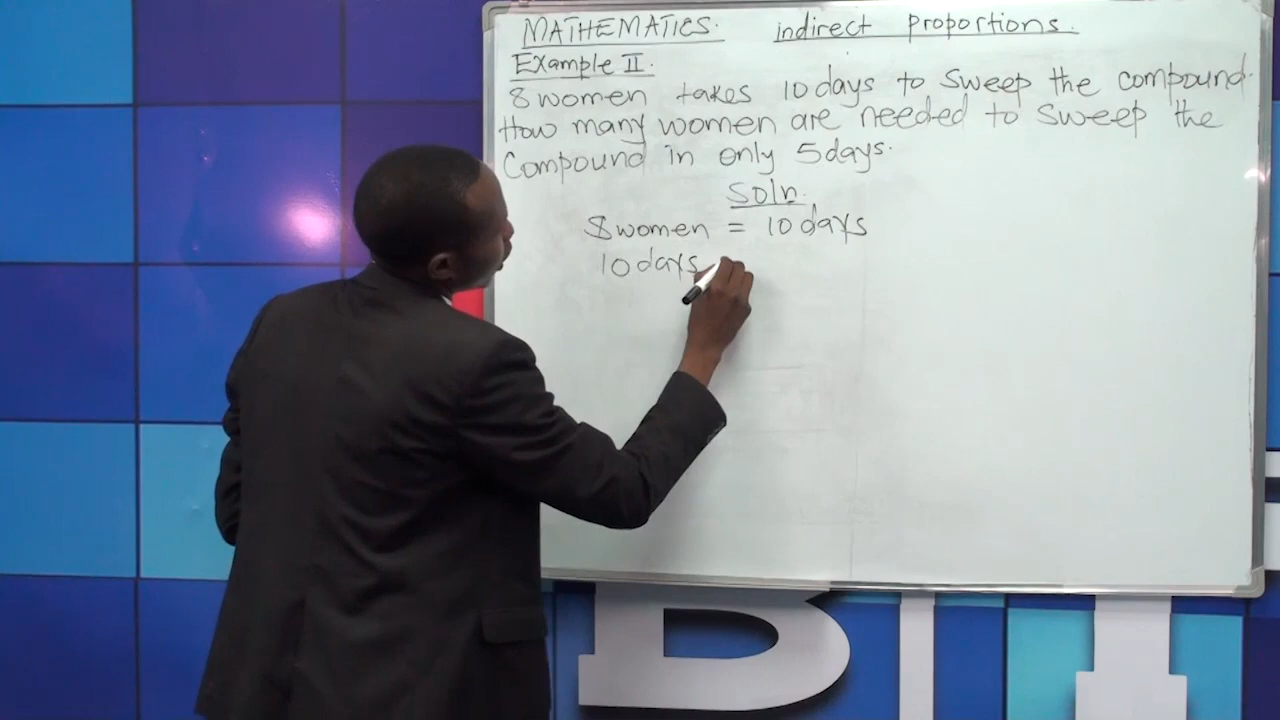 MATHEMATICS. indirect proportions.
Example II.
8 women takes 10 days to sweep the compound.
How many women are needed to sweep the
Compound in only 5 days.
Soln.
8 women = 10 days
10 days